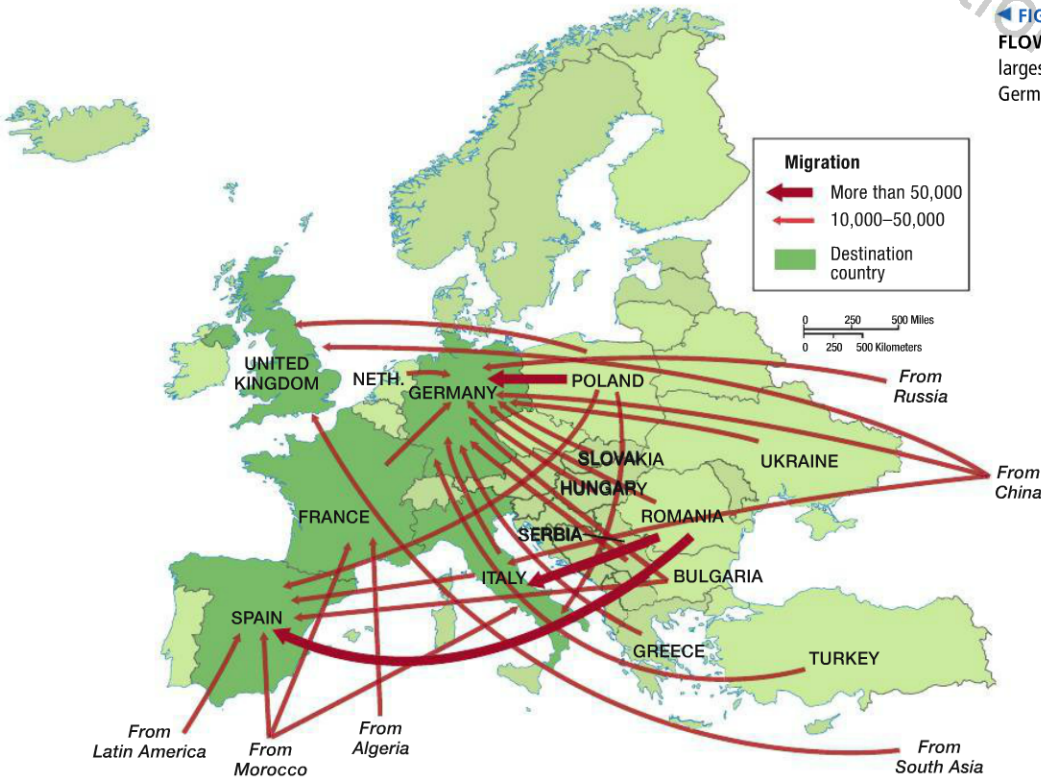 ◀ FIG
FLOW
larges
Germ
Migration
More than 50,000
10,000–50,000
Destination
country
0 250 500 Miles
0 250 500 Kilometers
UNITED
KINGDOM
NETH.
GERMANY
POLAND
From
Russia
SLOVAKIA
UKRAINE
From
China
HUNGARY
FRANCE
ROMANIA
SERBIA
ITALY
BULGARIA
SPAIN
GREECE
TURKEY
From
Latin America
From
Morocco
From
Algeria
From
South Asia